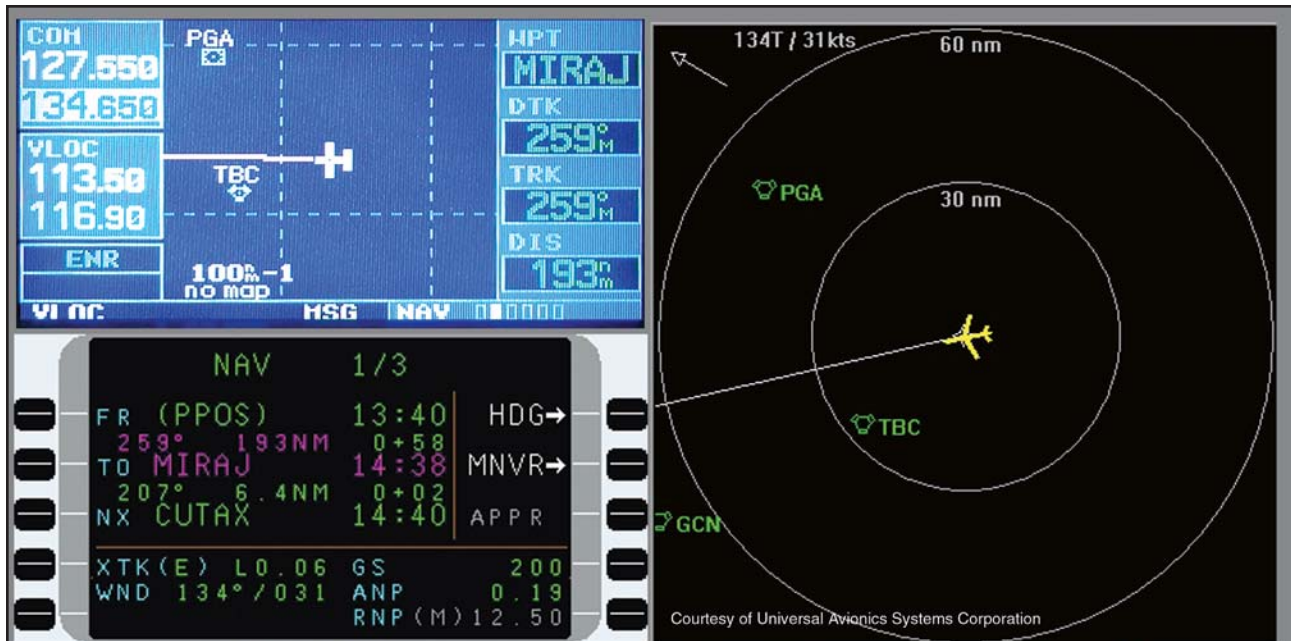 COM
127.550
134.650
VLOC
113.50
116.90
ENR
VLOC
PGA
TBC
100nm-1
no map
MSG
NAV
WPT
MIRAJ
DTK
259°M
TRK
259°M
DIS
193nm
NAV 1/3
FR (PPOS) 13:40 HDG→
259° 193NM 0+58
TO MIRAJ 14:38 MNVR→
207° 6.4NM 0+02
NX CUTAX 14:40 APPR
XTK(E) L0.06 GS 200
WND 134°/031 ANP 0.19
RNP(M)12.50
134T / 31kts
60 nm
PGA
30 nm
TBC
GCN
Courtesy of Universal Avionics Systems Corporation